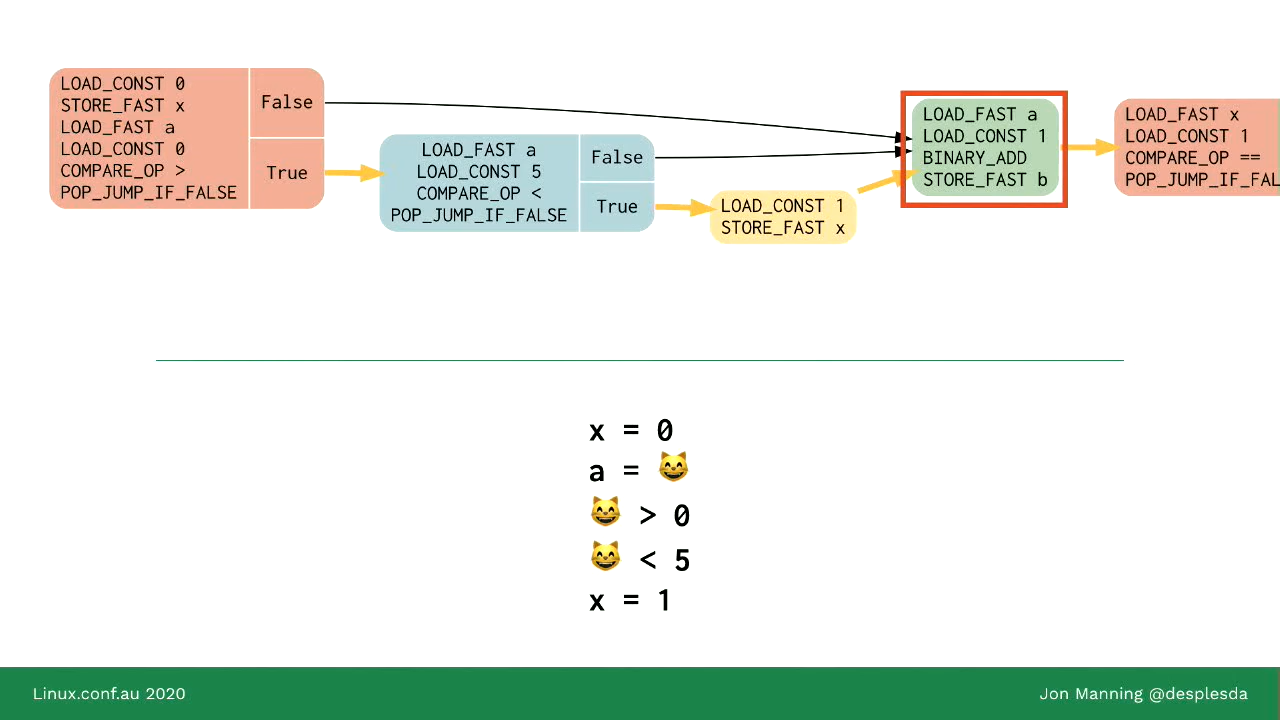 LOAD_CONST 0
STORE_FAST x
LOAD_FAST a
LOAD_CONST 0
COMPARE_OP >
POP_JUMP_IF_FALSE
False
True
LOAD_FAST a
LOAD_CONST 5
COMPARE_OP <
POP_JUMP_IF_FALSE
False
True
LOAD_CONST 1
STORE_FAST x
LOAD_FAST a
LOAD_CONST 1
BINARY_ADD
STORE_FAST b
LOAD_FAST x
LOAD_CONST 1
COMPARE_OP ==
POP_JUMP_IF_FAL
x = 0
a = 😸
😸 > 0
😸 < 5
x = 1
Linux.conf.au 2020
Jon Manning @desplesda